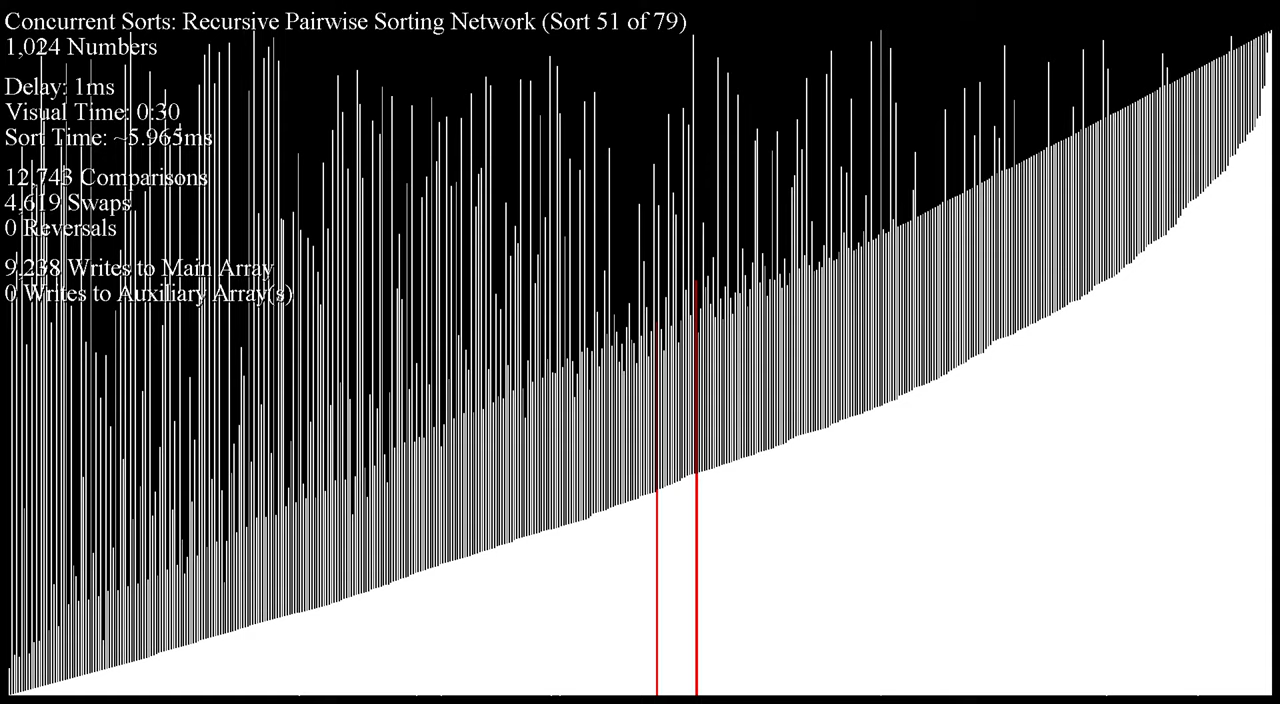 Concurrent Sorts: Recursive Pairwise Sorting Network (Sort 51 of 79)
1,024 Numbers
Delay: 1ms
Visual Time: 0:30
Sort Time: ~5.965ms
12,743 Comparisons
4,619 Swaps
0 Reversals
9,238 Writes to Main Array
0 Writes to Auxiliary Array(s)